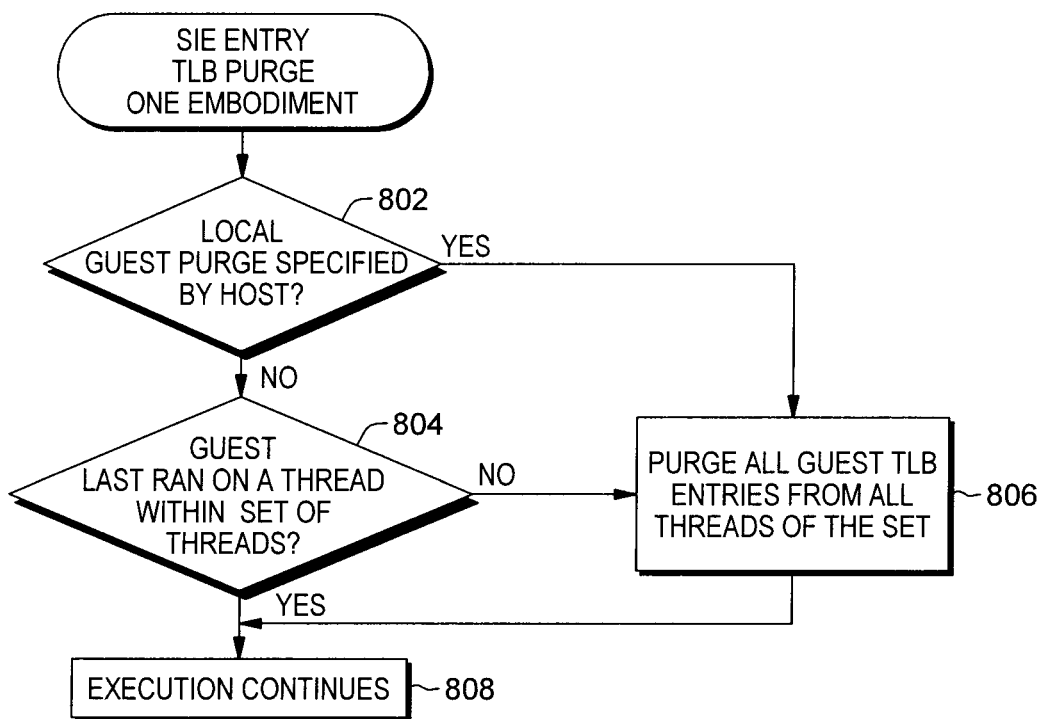 SIE ENTRY
TLB PURGE
ONE EMBODIMENT
802
LOCAL
GUEST PURGE SPECIFIED
BY HOST?
YES
NO
804
GUEST
LAST RAN ON A THREAD
WITHIN SET OF
THREADS?
NO
PURGE ALL GUEST TLB
ENTRIES FROM ALL
THREADS OF THE SET
806
YES
EXECUTION CONTINUES
808